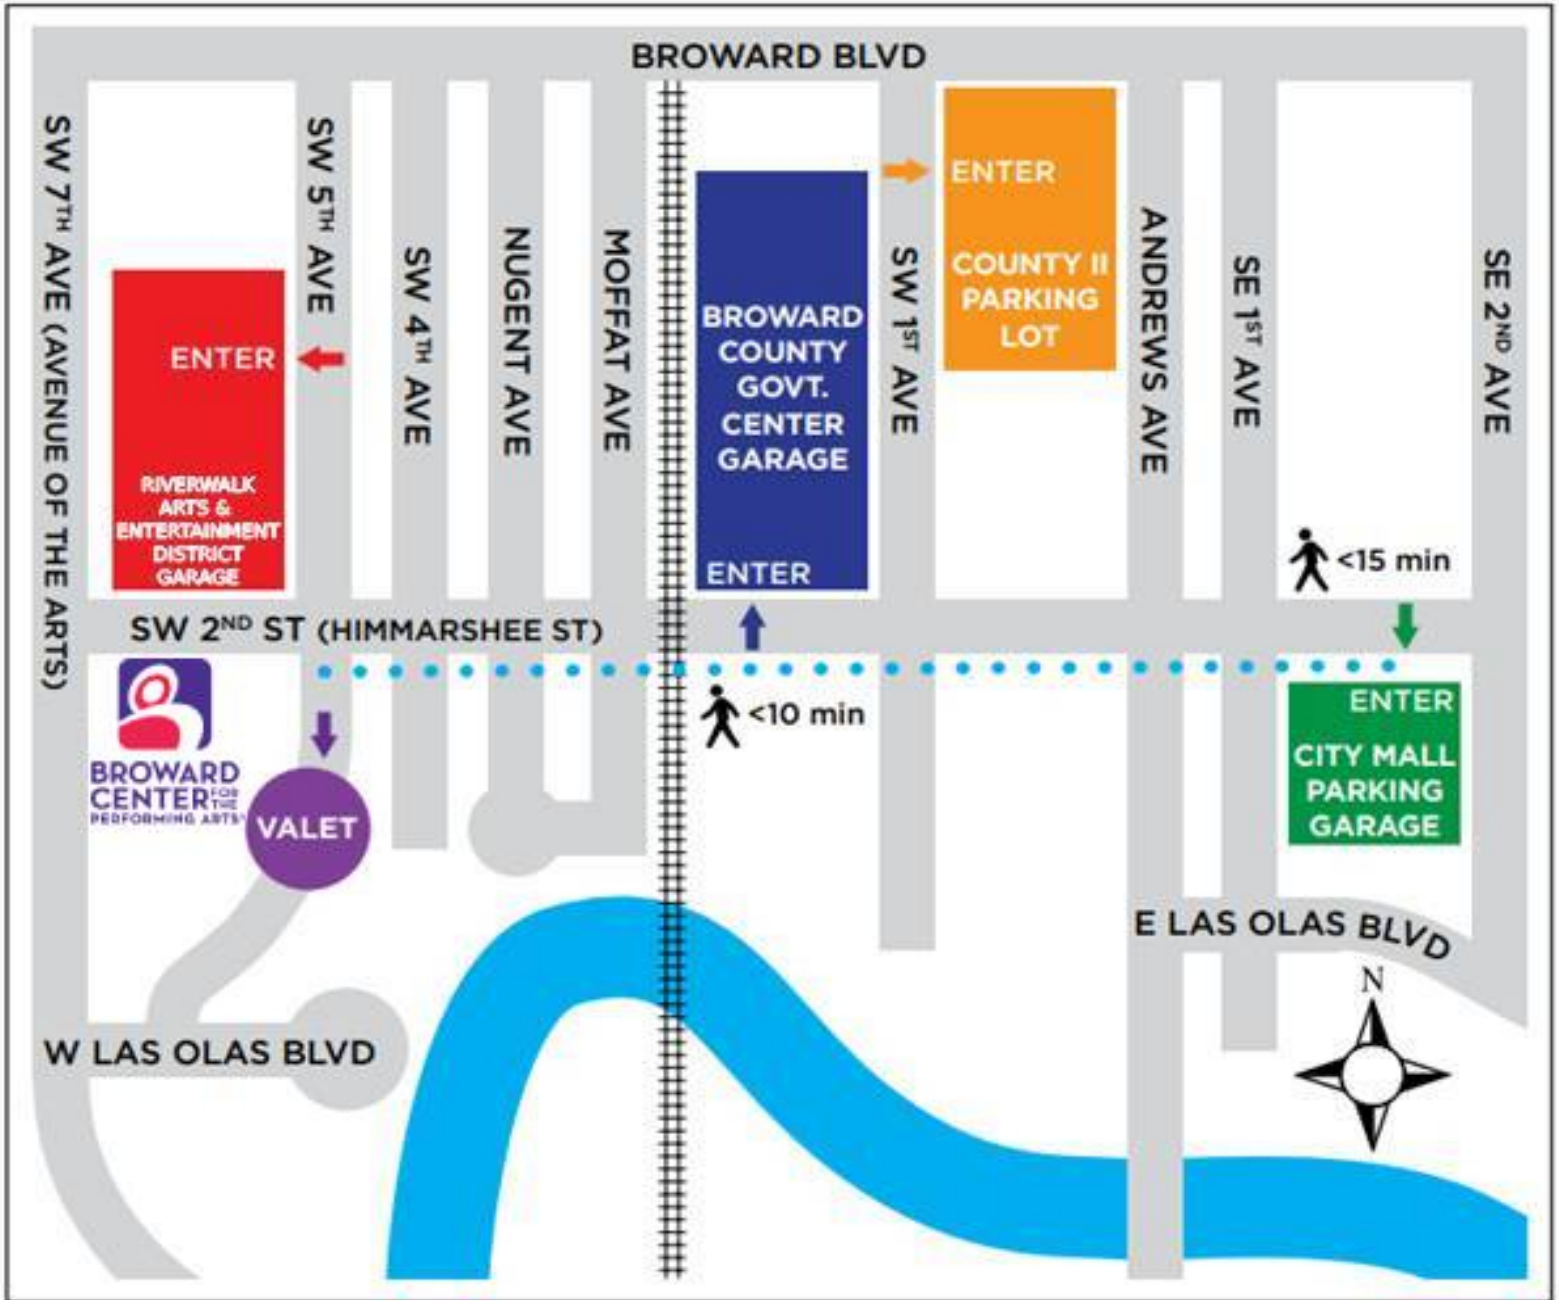 BROWARD BLVD
SW 7TH AVE (AVENUE OF THE ARTS)
SW 5TH AVE
SW 4TH AVE
NUGENT AVE
MOFFAT AVE
SW 1ST AVE
ANDREWS AVE
SE 1ST AVE
SE 2ND AVE
ENTER
RIVERWALK
ARTS &
ENTERTAINMENT
DISTRICT
GARAGE
BROWARD
COUNTY
GOVT.
CENTER
GARAGE
ENTER
ENTER
COUNTY II
PARKING
LOT
<15 min
SW 2ND ST (HIMMARSHEE ST)
BROWARD
CENTER FOR THE
PERFORMING ARTS
VALET
<10 min
ENTER
CITY MALL
PARKING
GARAGE
E LAS OLAS BLVD
N
W LAS OLAS BLVD